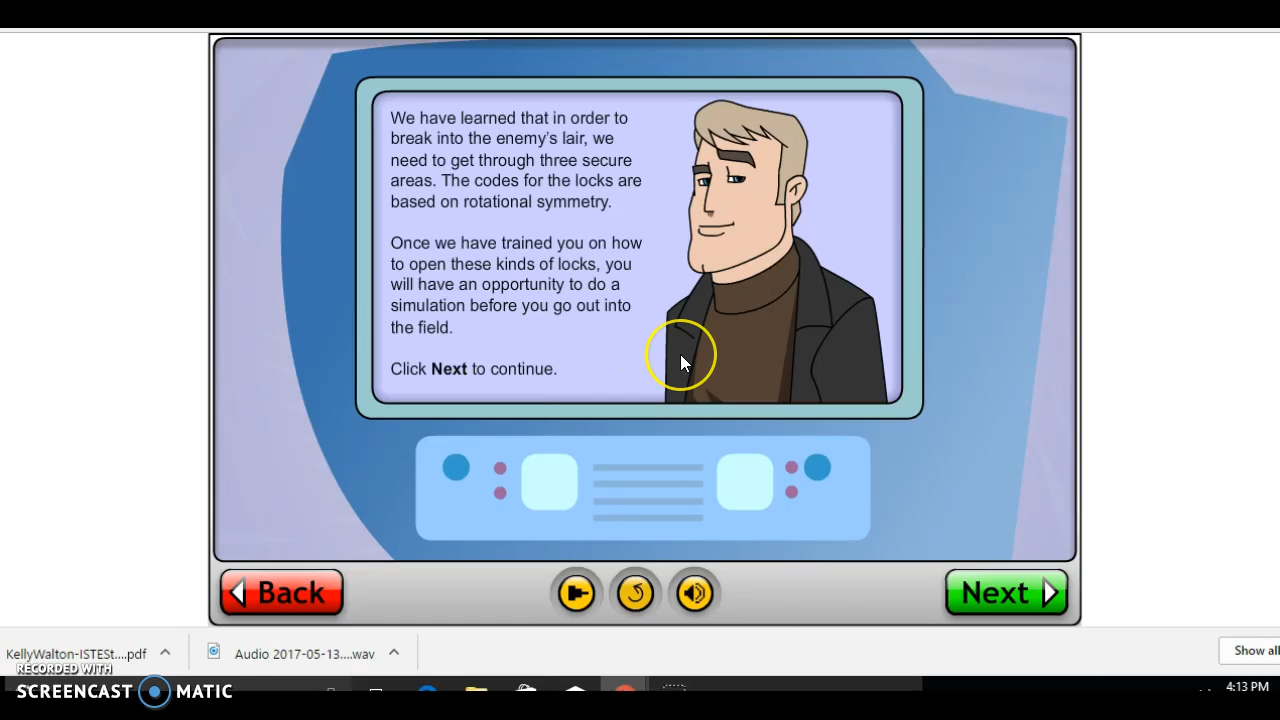 We have learned that in order to
break into the enemy's lair, we
need to get through three secure
areas. The codes for the locks are
based on rotational symmetry.
Once we have trained you on how
to open these kinds of locks, you
will have an opportunity to do a
simulation before you go out into
the field.
Click Next to continue.
Back
Next
KellyWalton-ISTESt....pdf
Audio 2017-05-13....wav
Show all
RECORDED WITH
SCREENCAST MATIC
4:13 PM